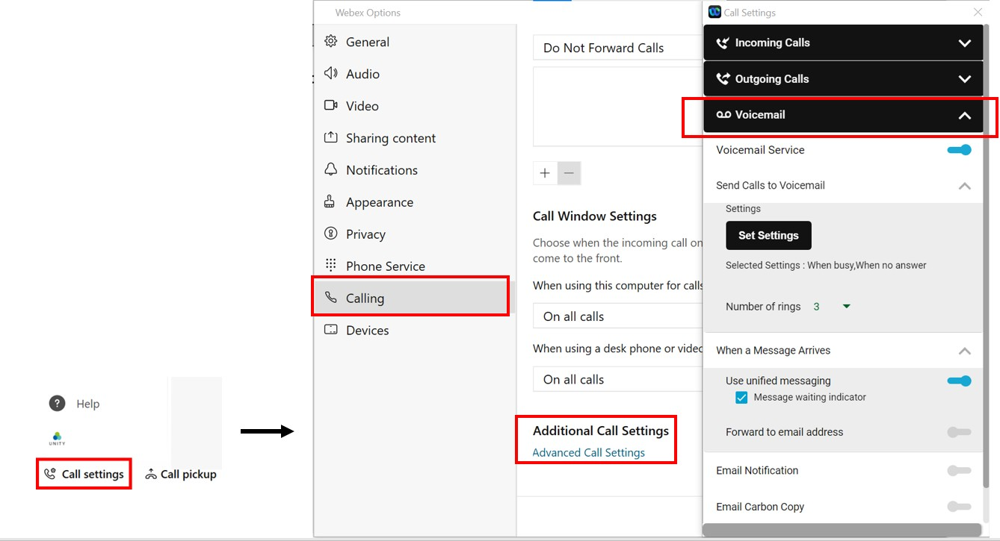 Help
UNITY
Call settings
Call pickup
Webex Options
General
Audio
Video
Sharing content
Notifications
Appearance
Privacy
Phone Service
Calling
Devices
Do Not Forward Calls
Call Window Settings
Choose when the incoming call on
come to the front.
When using this computer for calls
On all calls
When using a desk phone or video
On all calls
Additional Call Settings
Advanced Call Settings
Call Settings
Incoming Calls
Outgoing Calls
Voicemail
Voicemail Service
Send Calls to Voicemail
Settings
Set Settings
Selected Settings : When busy,When no answer
Number of rings 3
When a Message Arrives
Use unified messaging
Message waiting indicator
Forward to email address
Email Notification
Email Carbon Copy